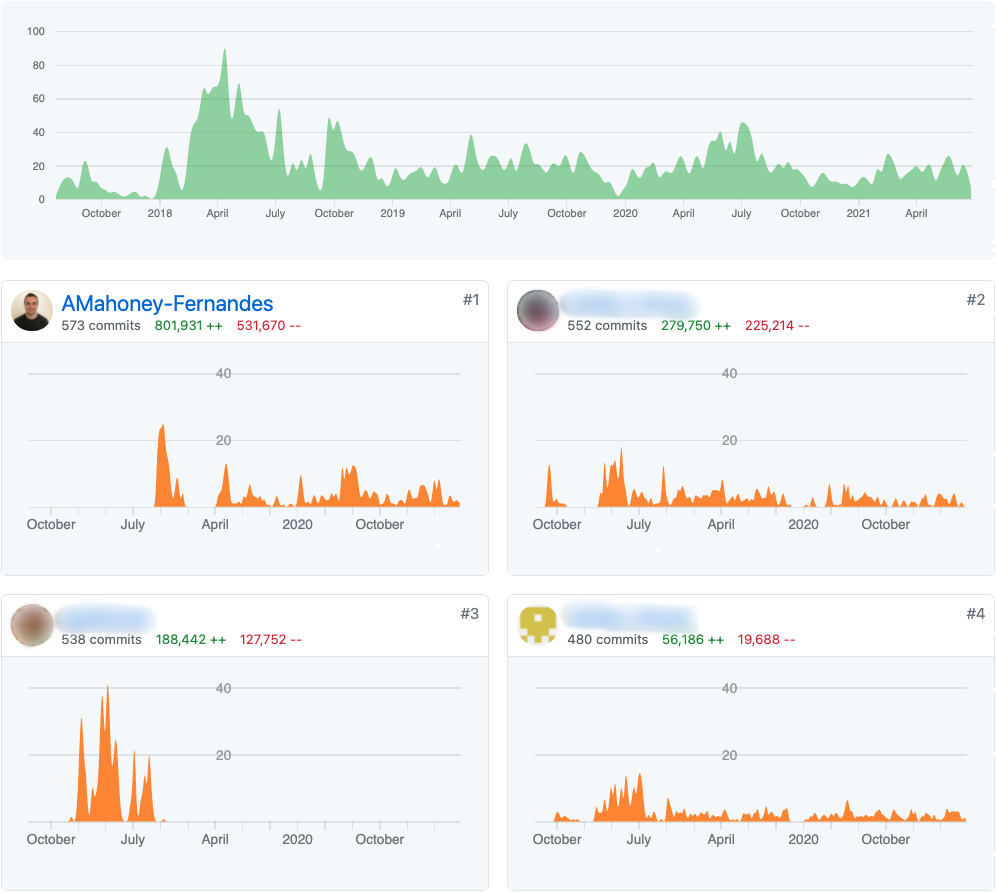 100
80
60
40
20
0
October 2018 April July October 2019 April July October 2020 April July October 2021 April
AMahoney-Fernandes #1
573 commits 801,931 ++ 531,670 --
40
20
October July April 2020 October
#2
552 commits 279,750 ++ 225,214 --
40
20
October July April 2020 October
#3
538 commits 188,442 ++ 127,752 --
40
20
October July April 2020 October
#4
480 commits 56,186 ++ 19,688 --
40
20
October July April 2020 October